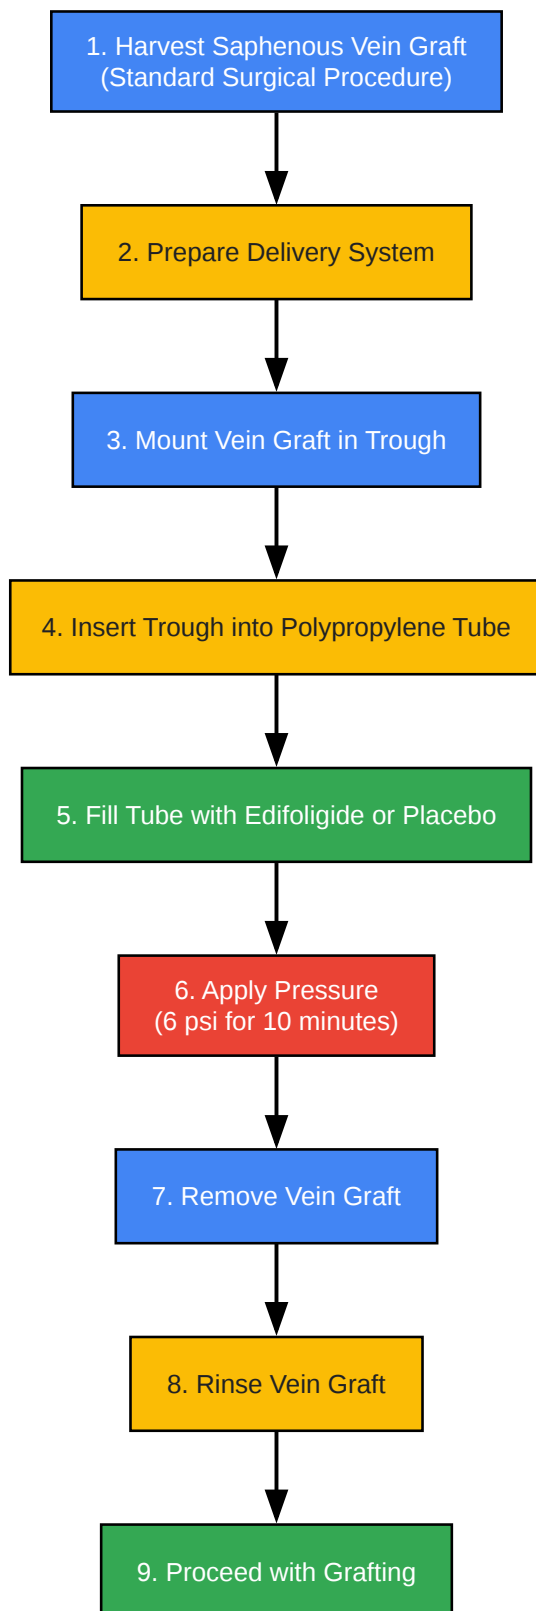 1. Harvest Saphenous Vein Graft
(Standard Surgical Procedure)
2. Prepare Delivery System
3. Mount Vein Graft in Trough
4. Insert Trough into Polypropylene Tube
5. Fill Tube with Edifoligide or Placebo
6. Apply Pressure
(6 psi for 10 minutes)
7. Remove Vein Graft
8. Rinse Vein Graft
9. Proceed with Grafting